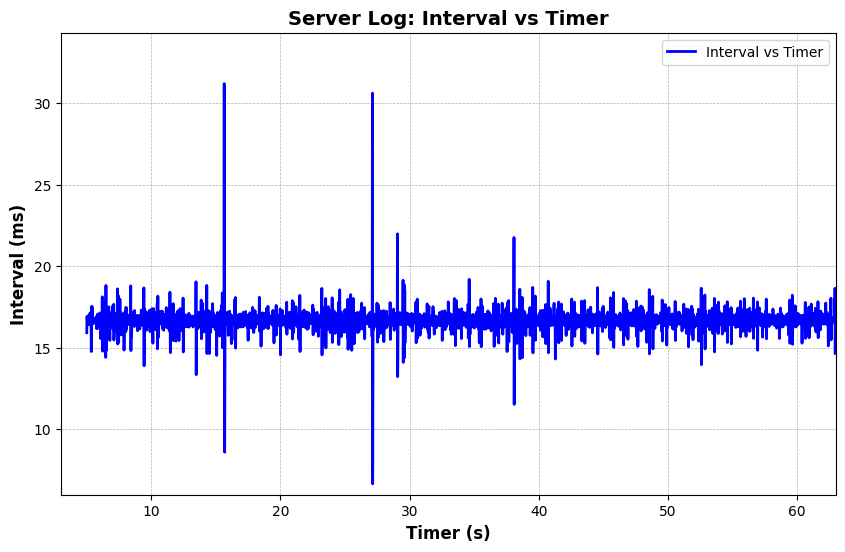 Server Log: Interval vs Timer
Interval vs Timer
30
25
20
15
10
Interval (ms)
10 20 30 40 50 60
Timer (s)